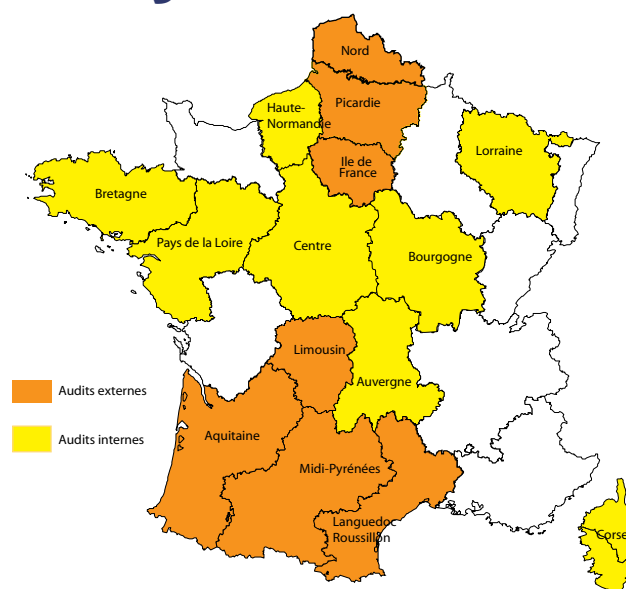 Nord
Picardie
Haute-
Normandie
Ile de
France
Lorraine
Bretagne
Pays de la Loire
Centre
Bourgogne
Limousin
Auvergne
Audits externes
Audits internes
Aquitaine
Midi-Pyrénées
Languedoc
Roussillon
Corse